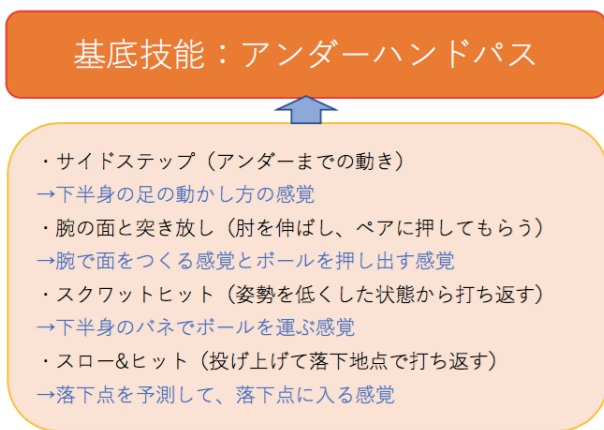 基底技能：アンダーハンドパス
・サイドステップ（アンダーまでの動き）
→下半身の足の動かし方の感覚
・腕の面と突き放し（肘を伸ばし、ペアに押してもらう）
→腕で面をつくる感覚とボールを押し出す感覚
・スクワットヒット（姿勢を低くした状態から打ち返す）
→下半身のバネでボールを運ぶ感覚
・スロー&ヒット（投げ上げて落下地点で打ち返す）
→落下点を予測して、落下点に入る感覚